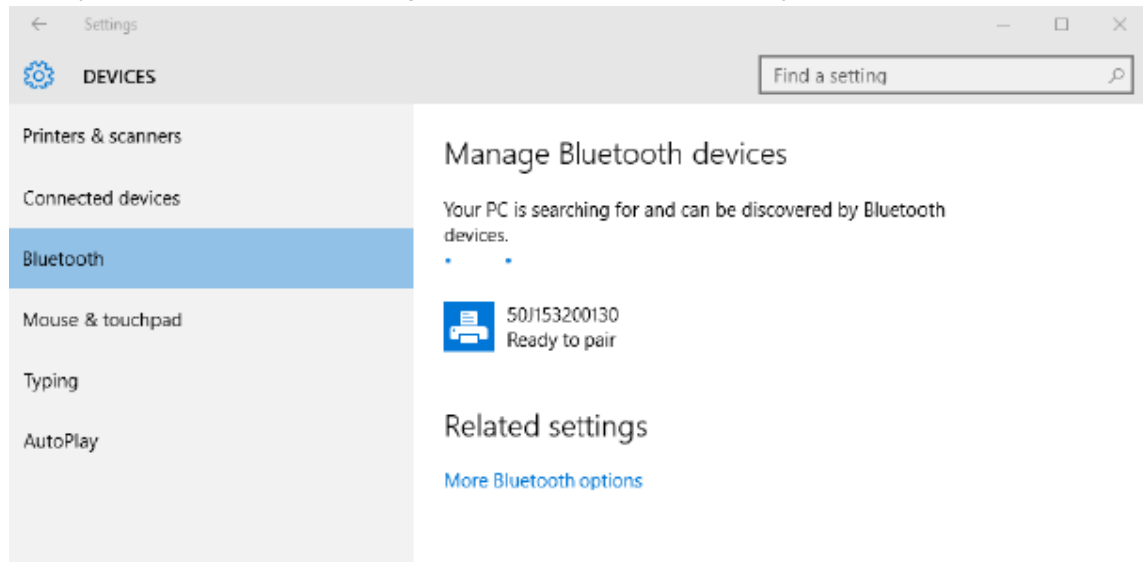 Settings
DEVICES
Find a setting
Printers & scanners
Connected devices
Bluetooth
Mouse & touchpad
Typing
AutoPlay
Manage Bluetooth devices
Your PC is searching for and can be discovered by Bluetooth
devices.
50J153200130
Ready to pair
Related settings
More Bluetooth options